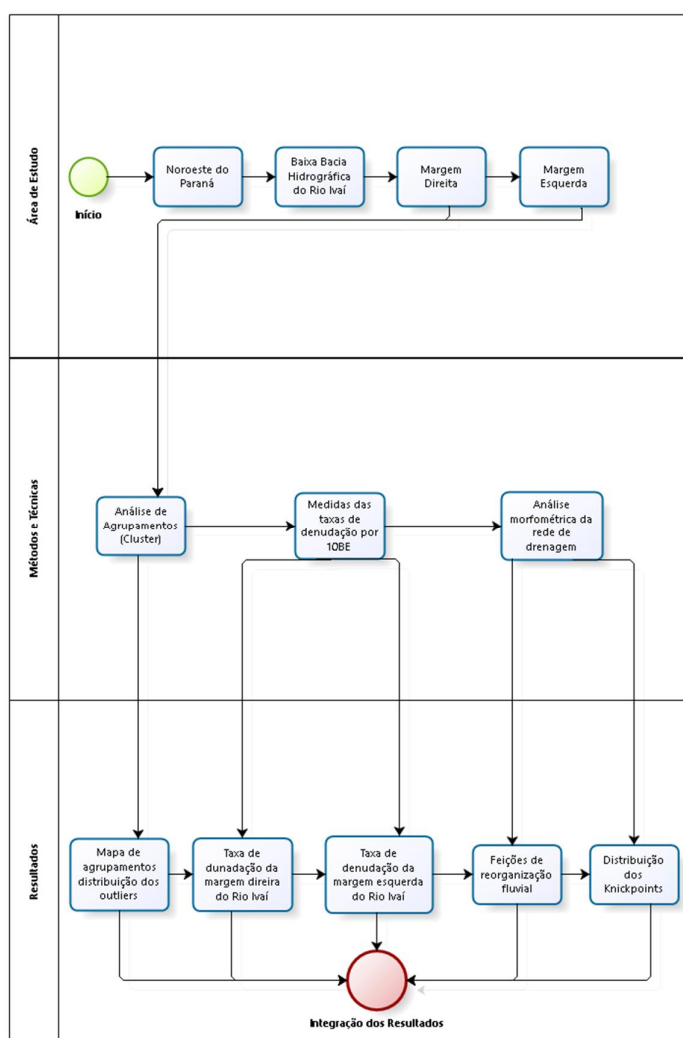 Área de Estudo
Início
Noroeste do
Paraná
Baixa Bacia
Hidrográfica
do Rio Ivaí
Margem
Direita
Margem
Esquerda
Métodos e Técnicas
Análise de
Agrupamentos
(Cluster)
Medidas das
taxas de
denudação por
10BE
Análise
morfométrica da
rede de
drenagem
Resultados
Mapa de
agrupamentos
distribuição dos
outliers
Taxa de
dunadação da
margem direira
do Rio Ivaí
Taxa de
denudação da
margem esquerda
do Rio Ivaí
Feições de
reorganização
fluvial
Distribuição
dos
Knickpoints
Integração dos Resultados